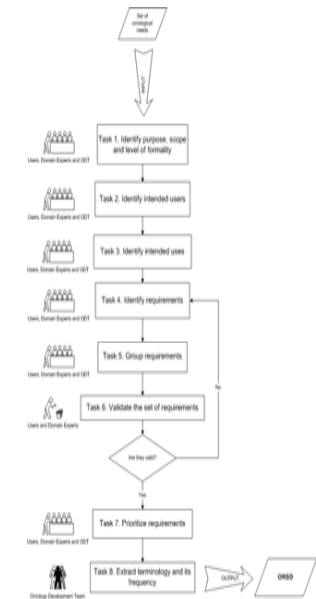 Set of
ontological
needs
INPUT
Task 1. Identify purpose, scope
and level of formality
Users, Domain Experts and ODT
Task 2. Identify intended users
Users, Domain Experts and ODT
Task 3. Identify intended uses
Users, Domain Experts and ODT
Task 4. Identify requirements
Users, Domain Experts and ODT
Task 5. Group requirements
No
Users, Domain Experts and ODT
Task 6. Validate the set of requirements
Users and Domain Experts
Are they valid?
Yes
Task 7. Prioritize requirements
Users, Domain Experts and ODT
Task 8. Extract terminology and its
frequency
OUTPUT
ORSD
Ontology Development Team